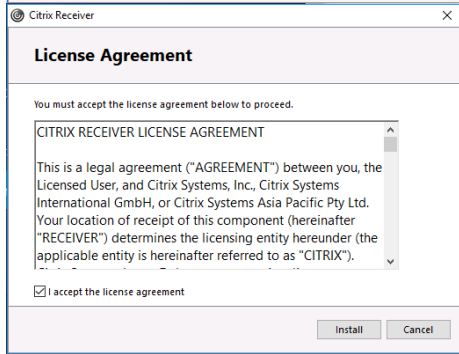 Citrix Receiver
License Agreement
You must accept the license agreement below to proceed.
CITRIX RECEIVER LICENSE AGREEMENT
This is a legal agreement ("AGREEMENT") between you, the
Licensed User, and Citrix Systems, Inc., Citrix Systems
International GmbH, or Citrix Systems Asia Pacific Pty Ltd.
Your location of receipt of this component (hereinafter
"RECEIVER") determines the licensing entity hereunder (the
applicable entity is hereinafter referred to as "CITRIX").
I accept the license agreement
Install Cancel